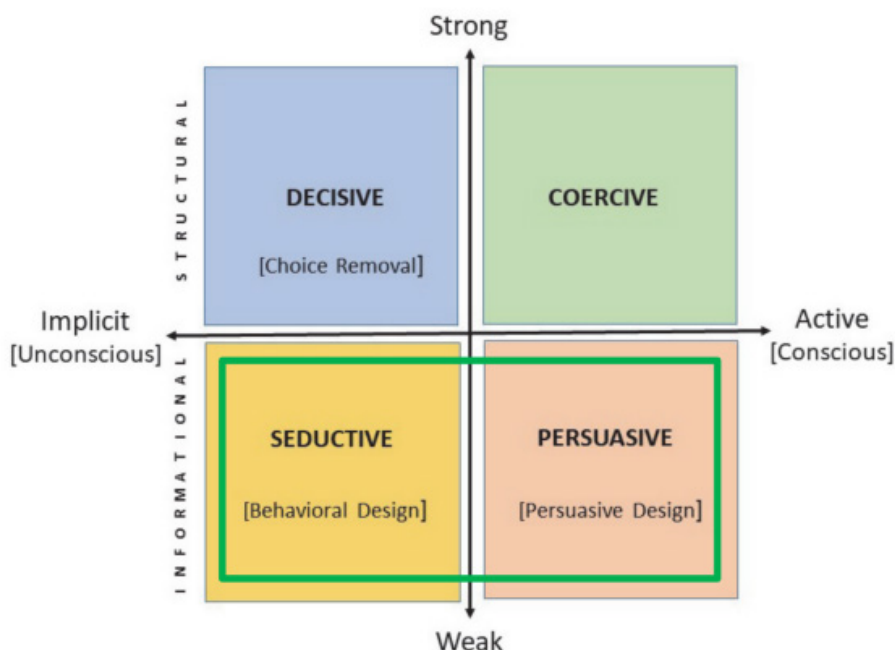 Strong
STRUCTURAL
DECISIVE
COERCIVE
[Choice Removal]
Implicit
[Unconscious]
Active
[Conscious]
INFORMATIONAL
SEDUCTIVE
PERSUASIVE
[Behavioral Design]
[Persuasive Design]
Weak